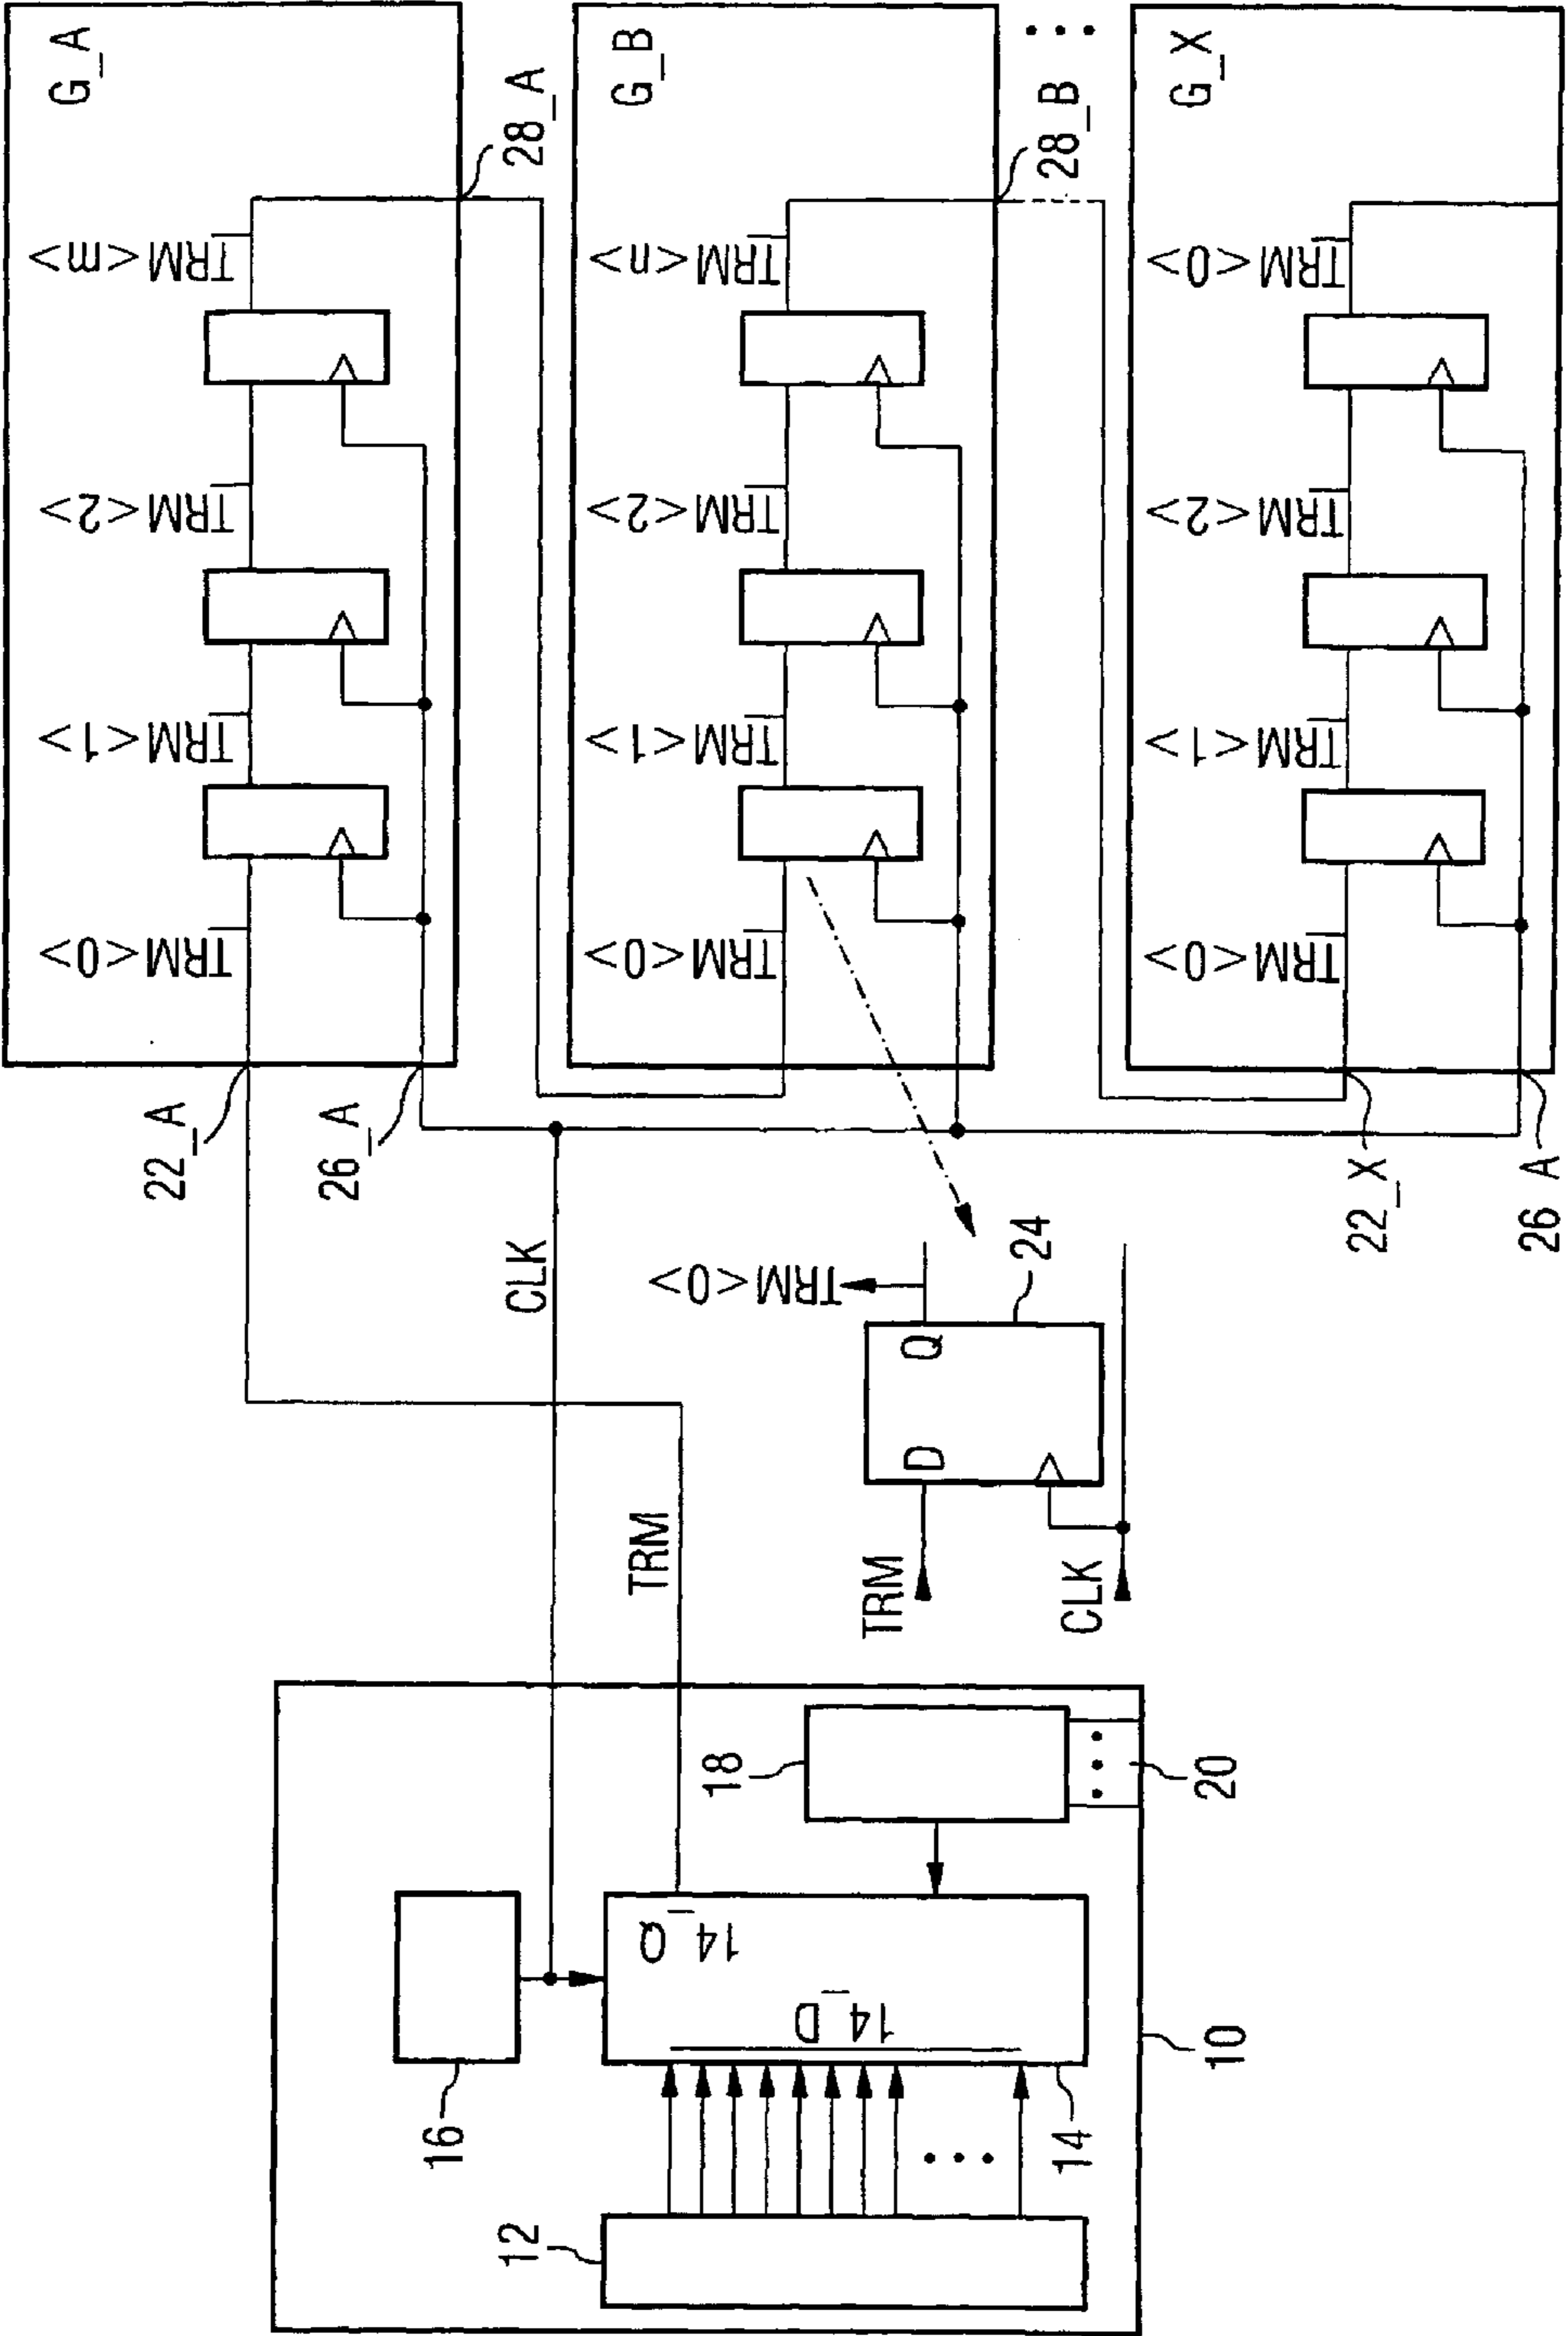 G_A
TRM<0>
TRM<1>
TRM<2>
TRM<m>
22_A
26_A
28_A
CLK
G_B
TRM<0>
TRM<1>
TRM<2>
TRM<n>
28_B
G_X
TRM<0>
TRM<1>
TRM<2>
TRM<0>
22_X
26 A
TRM
TRM<0>
D
Q
24
TRM
CLK
16
12
14_Q
14_D
14
18
20
10